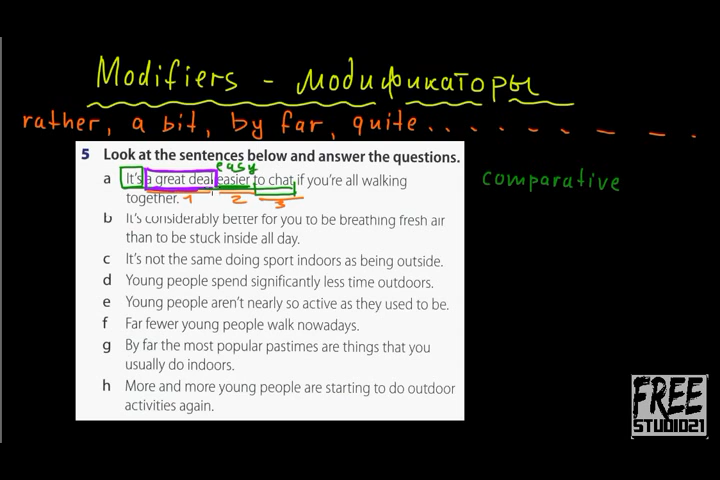 Modifiers - модификаторы
rather, a bit, by far, quite...
5 Look at the sentences below and answer the questions.
easy
a It's a great deal easier to chat if you're all walking
together. 1 2 3
comparative
b It's considerably better for you to be breathing fresh air
than to be stuck inside all day.
c It's not the same doing sport indoors as being outside.
d Young people spend significantly less time outdoors.
e Young people aren't nearly so active as they used to be.
f Far fewer young people walk nowadays.
g By far the most popular pastimes are things that you
usually do indoors.
h More and more young people are starting to do outdoor
activities again.
FREE
STUDIO21